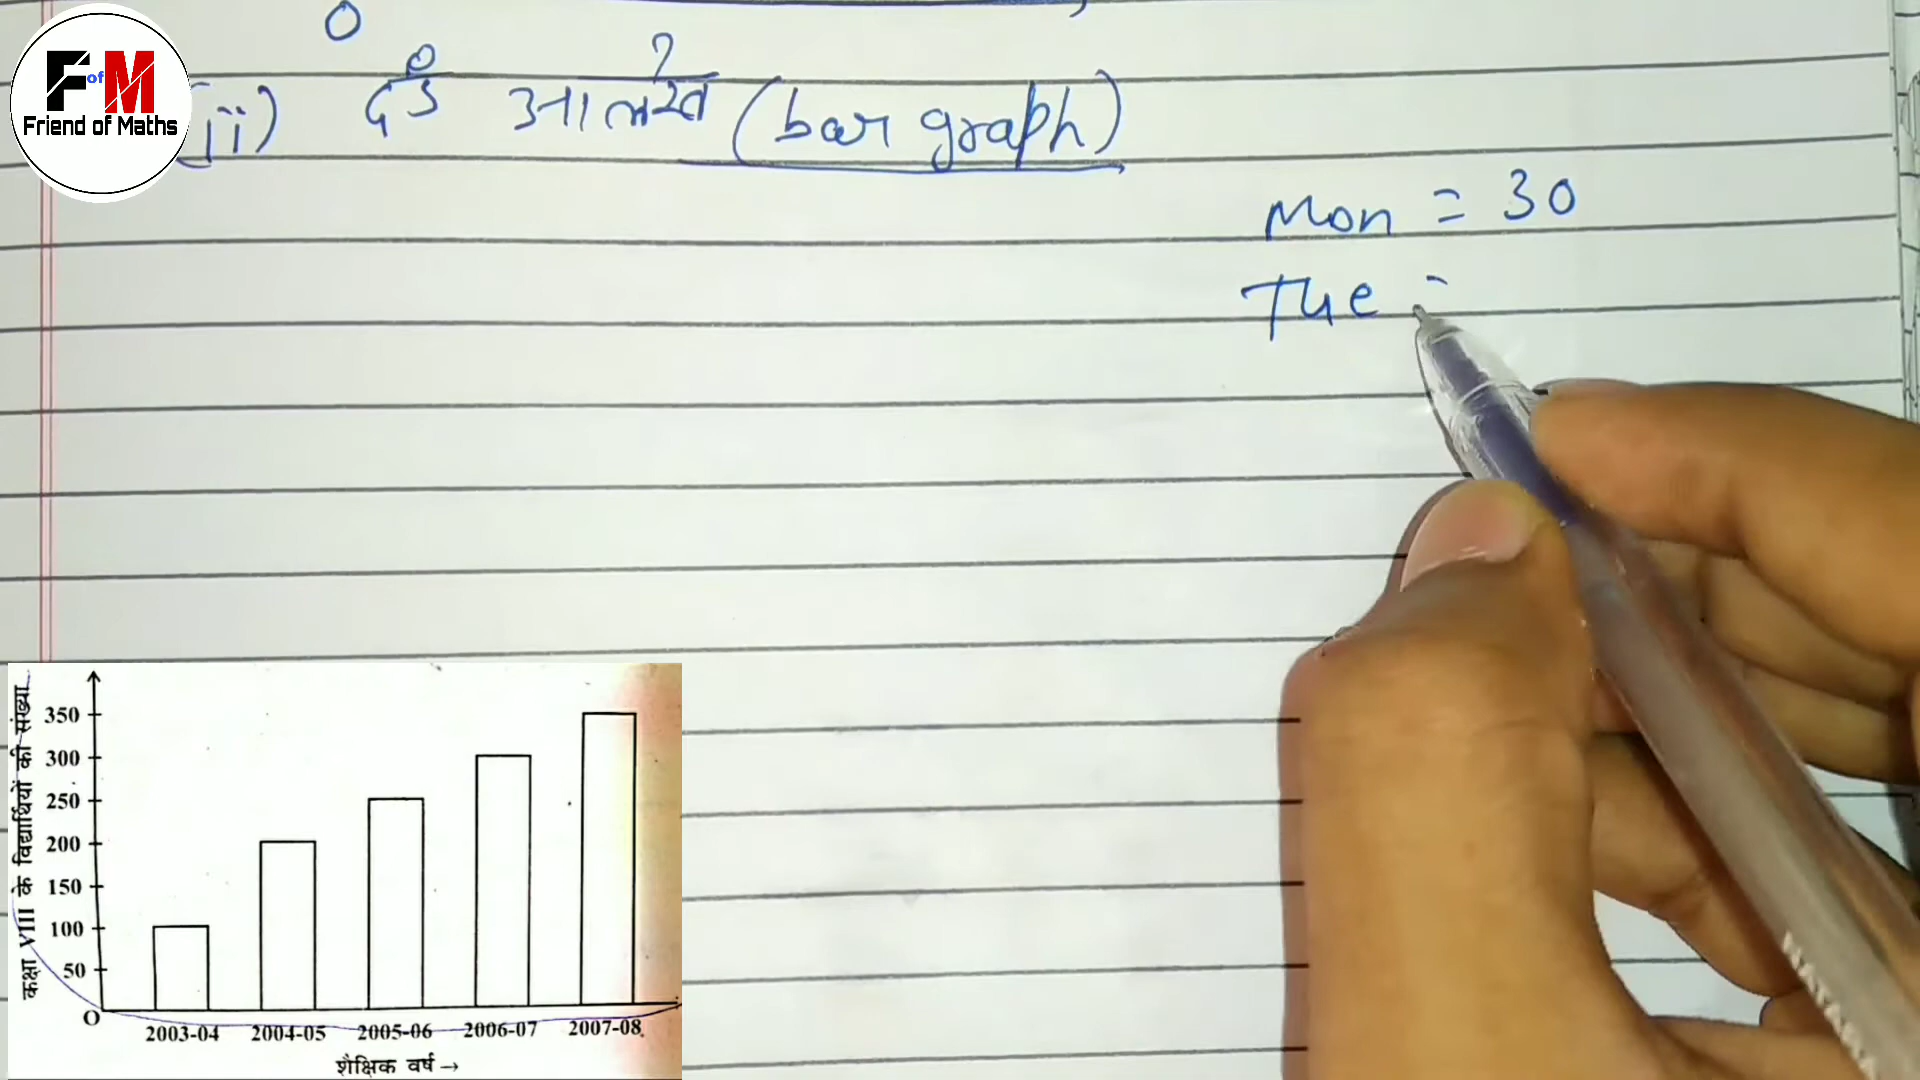 FofM
Friend of Maths
(ii) दंड आलेख (bar graph)
Mon = 30
Tue =
कक्षा VIII के विद्यार्थियों की संख्या
350
300
250
200
150
100
50
O
2003-04 2004-05 2005-06 2006-07 2007-08
शैक्षिक वर्ष →